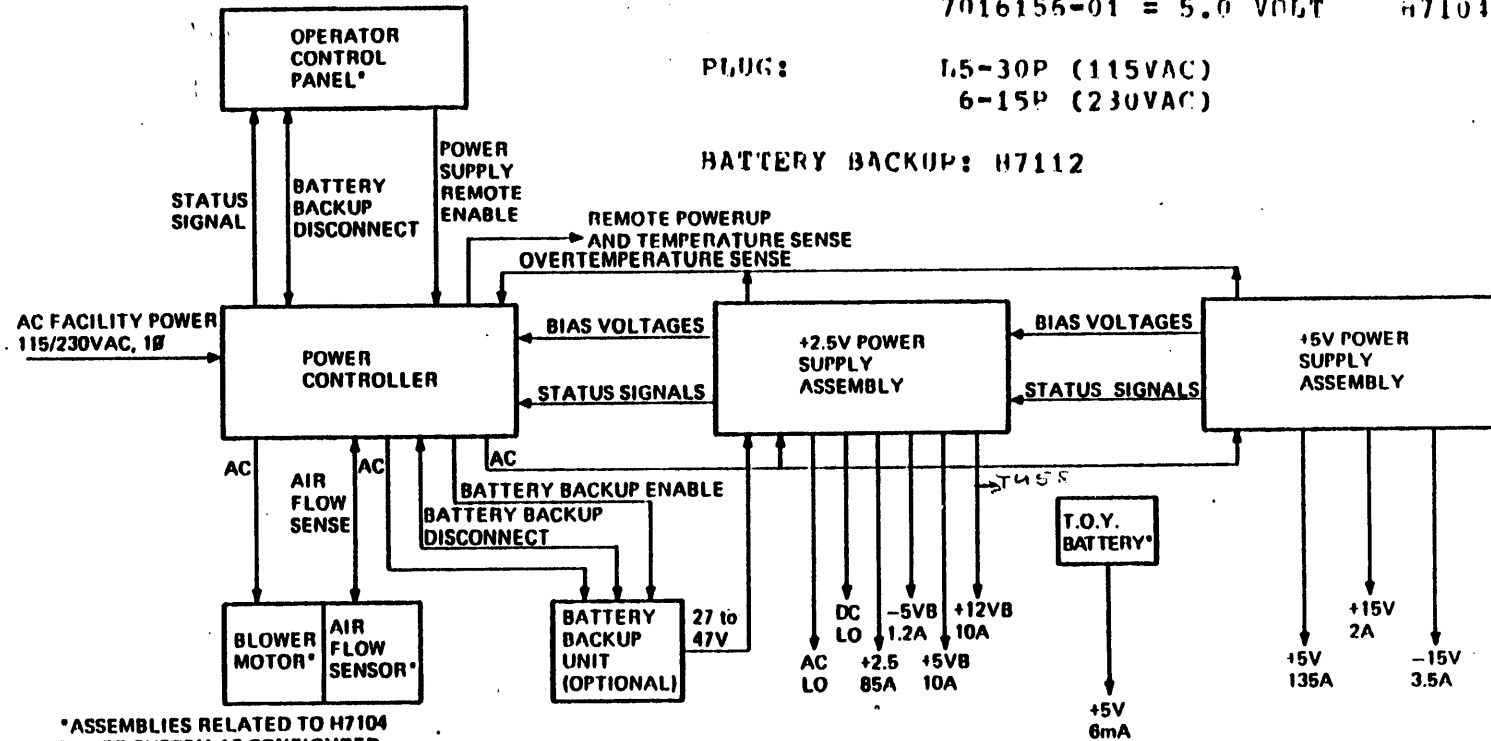 7016156-01 = 5.0 VOLT H7104
PLUG: L5-30P (115VAC)
6-15P (230VAC)
BATTERY BACKUP: H7112
OPERATOR
CONTROL
PANEL*
STATUS
SIGNAL
BATTERY
BACKUP
DISCONNECT
POWER
SUPPLY
REMOTE
ENABLE
REMOTE POWERUP
AND TEMPERATURE SENSE
OVERTEMPERATURE SENSE
AC FACILITY POWER
115/230VAC, 1Ø
POWER
CONTROLLER
BIAS VOLTAGES
STATUS SIGNALS
+2.5V POWER
SUPPLY
ASSEMBLY
BIAS VOLTAGES
STATUS SIGNALS
+5V POWER
SUPPLY
ASSEMBLY
AC
AIR
FLOW
SENSE
AC
AC
BATTERY BACKUP ENABLE
BATTERY BACKUP
DISCONNECT
BLOWER
MOTOR*
AIR
FLOW
SENSOR*
BATTERY
BACKUP
UNIT
(OPTIONAL)
27 to
47V
AC
LO
DC
LO
+2.5
85A
-5VB
1.2A
+5VB
10A
+12VB
10A
T.O.Y.
BATTERY*
+5V
6mA
+5V
135A
+15V
2A
-15V
3.5A
*ASSEMBLIES RELATED TO H7104